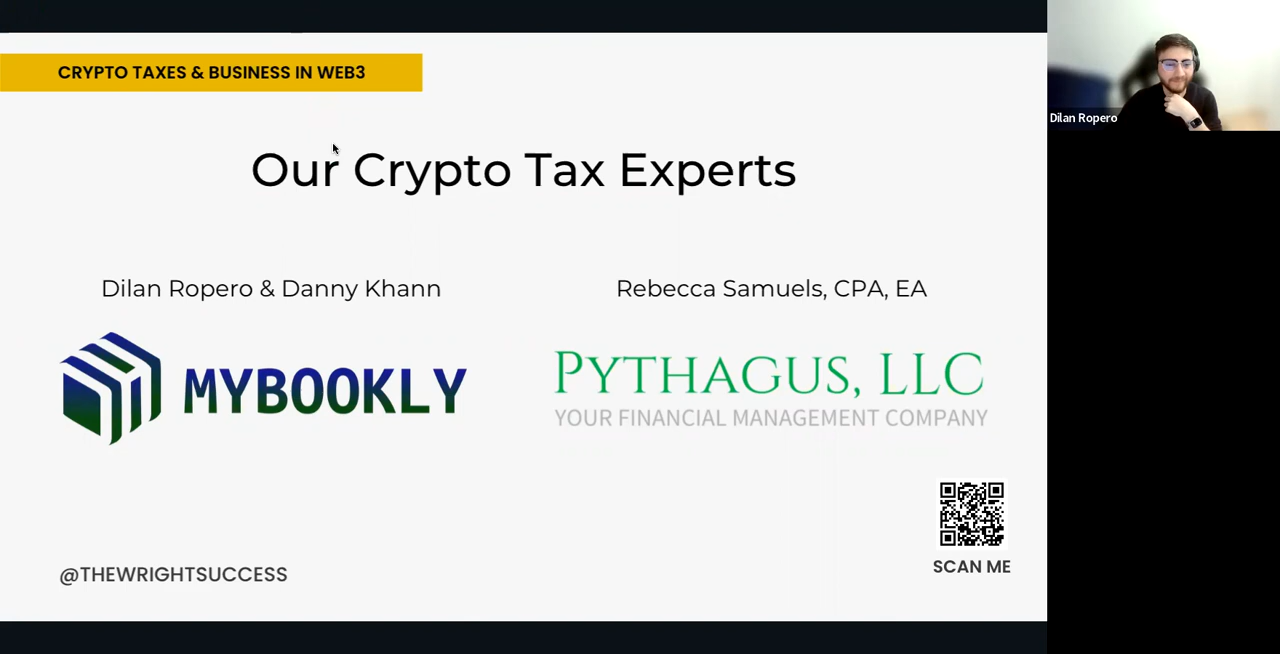 CRYPTO TAXES & BUSINESS IN WEB3
Our Crypto Tax Experts
Dilan Ropero & Danny Khann
MYBOOKLY
Rebecca Samuels, CPA, EA
PYTHAGUS, LLC
YOUR FINANCIAL MANAGEMENT COMPANY
SCAN ME
@THEWRIGHTSUCCESS
Dilan Ropero